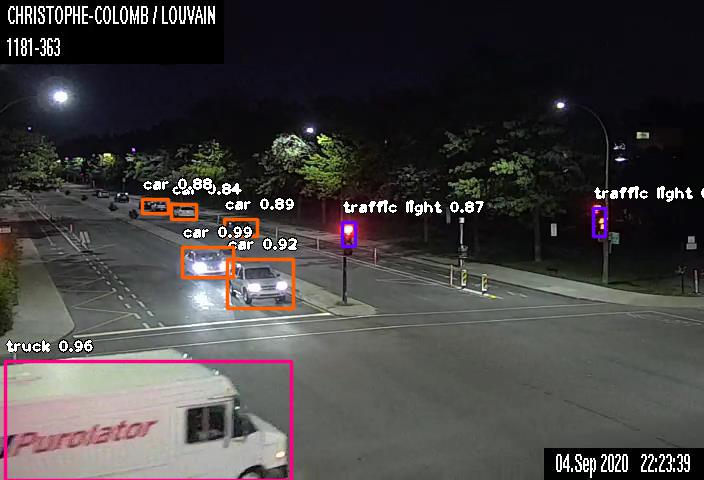 CHRISTOPHE-COLOMB / LOUVAIN
1181-363
car 0.88
0.84
car 0.89
traffic light 0.87
traffic light
car 0.99
car 0.92
truck 0.96
Purolator
04.Sep 2020 22:23:39